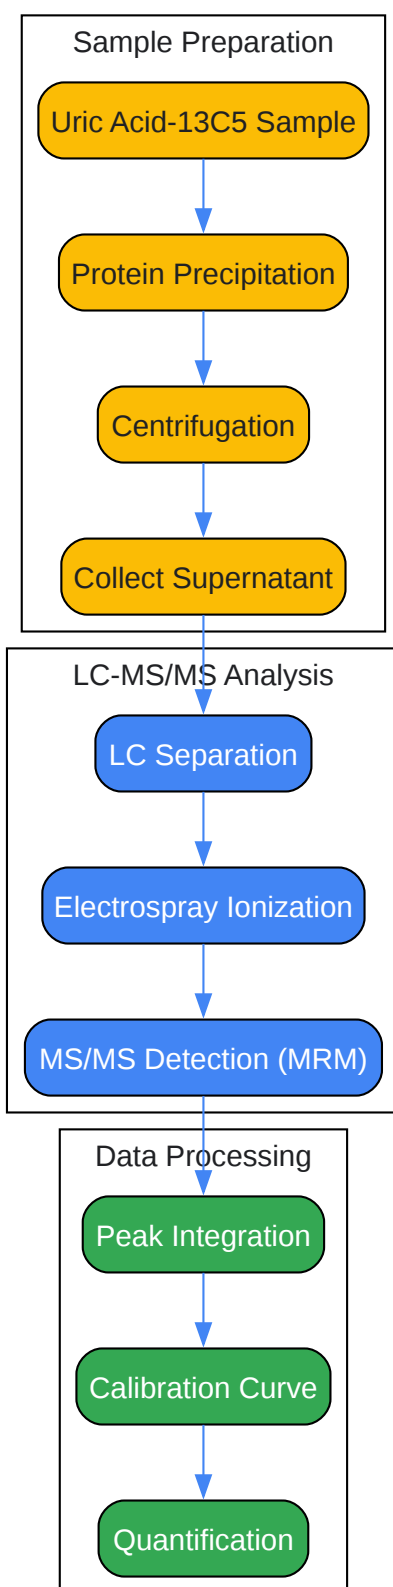 Sample Preparation
Uric Acid-13C5 Sample
Protein Precipitation
Centrifugation
Collect Supernatant
LC-MS/MS Analysis
LC Separation
Electrospray Ionization
MS/MS Detection (MRM)
Data Processing
Peak Integration
Calibration Curve
Quantification